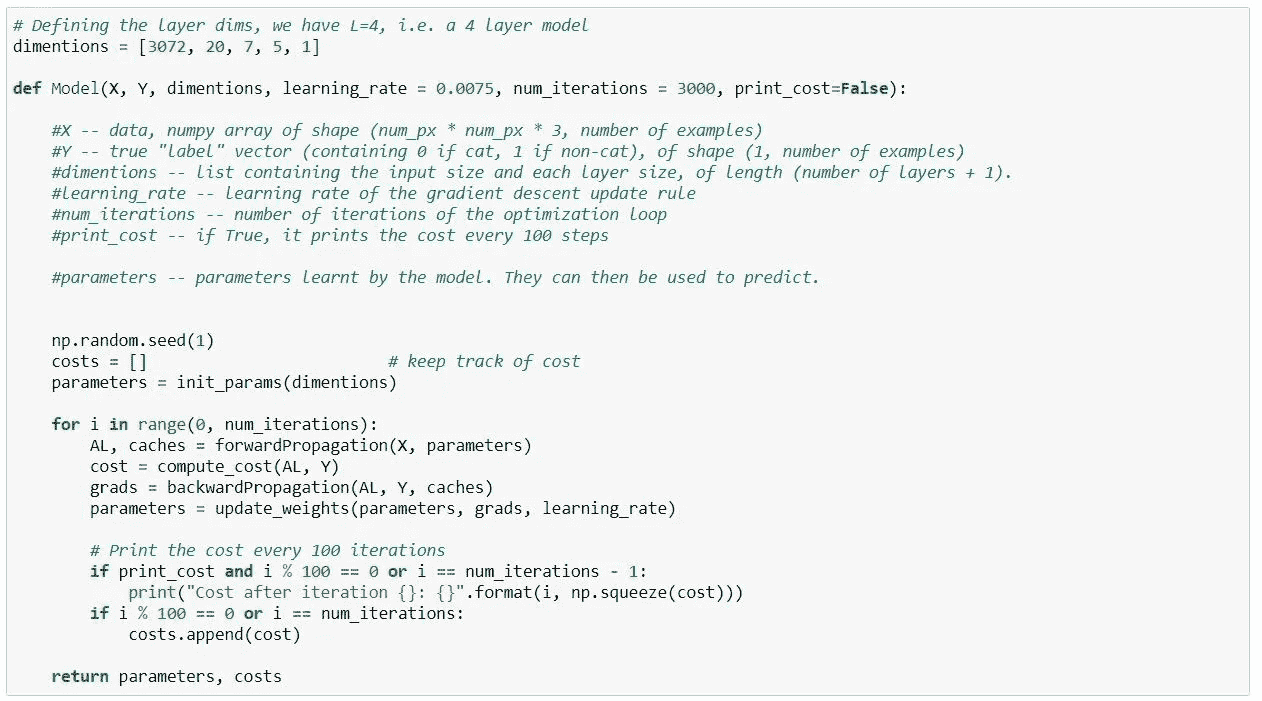 # Defining the layer dims, we have L=4, i.e. a 4 layer model
dimentions = [3072, 20, 7, 5, 1]
def Model(X, Y, dimentions, learning_rate = 0.0075, num_iterations = 3000, print_cost=False):
#X -- data, numpy array of shape (num_px * num_px * 3, number of examples)
#Y -- true "label" vector (containing 0 if cat, 1 if non-cat), of shape (1, number of examples)
#dimentions -- list containing the input size and each layer size, of length (number of layers + 1).
#learning_rate -- learning rate of the gradient descent update rule
#num_iterations -- number of iterations of the optimization loop
#print_cost -- if True, it prints the cost every 100 steps
#parameters -- parameters learnt by the model. They can then be used to predict.
np.random.seed(1)
costs = [] # keep track of cost
parameters = init_params(dimentions)
for i in range(0, num_iterations):
AL, caches = forwardPropagation(X, parameters)
cost = compute_cost(AL, Y)
grads = backwardPropagation(AL, Y, caches)
parameters = update_weights(parameters, grads, learning_rate)
# Print the cost every 100 iterations
if print_cost and i % 100 == 0 or i == num_iterations - 1:
print("Cost after iteration {}: {}".format(i, np.squeeze(cost)))
if i % 100 == 0 or i == num_iterations:
costs.append(cost)
return parameters, costs